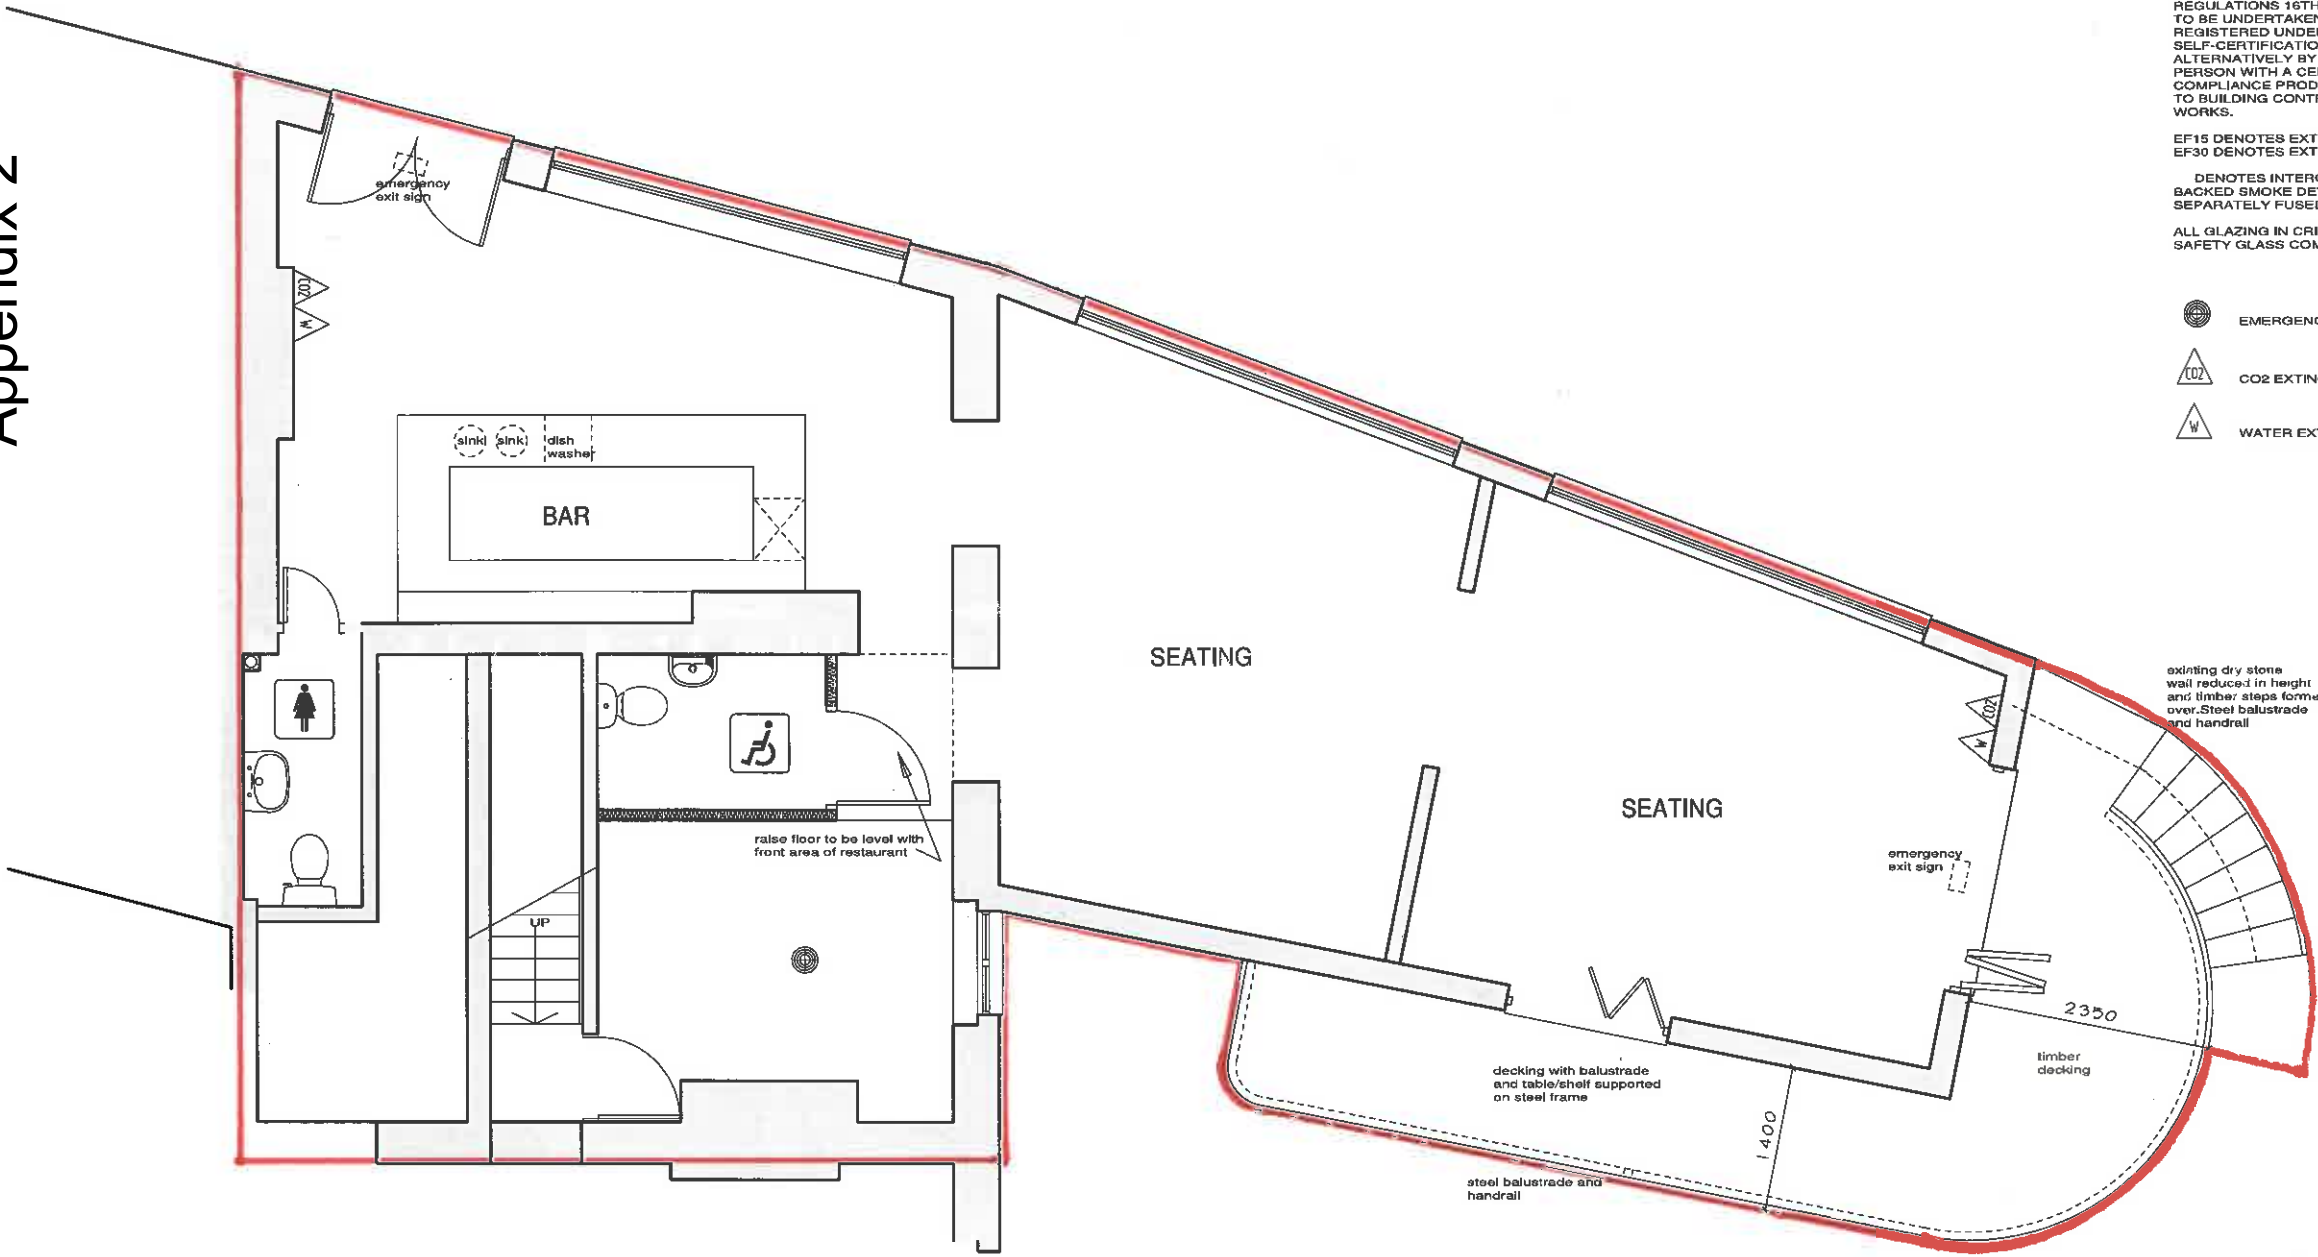 Appendix 2
REGULATIONS 16TH
TO BE UNDERTAKEN
REGISTERED UNDE
SELF-CERTIFICATIO
ALTERNATIVELY BY
PERSON WITH A CE
COMPLIANCE PROD
TO BUILDING CONT
WORKS.
EF15 DENOTES EXT
EF30 DENOTES EXT
DENOTES INTER
BACKED SMOKE DE
SEPARATELY FUSE
ALL GLAZING IN CRI
SAFETY GLASS COM
EMERGENC
CO2
CO2 EXTIN
W
WATER EXT
emergency
exit sign
CO2
W
sink
sink
dish
washer
BAR
SEATING
SEATING
existing dry stone
wall reduced in height
and timber steps forme
over.Steel balustrade
and handrail
CO2
W
raise floor to be level with
front area of restaurant
emergency
exit sign
UP
2350
timber
decking
decking with balustrade
and table/shelf supported
on steel frame
1400
steel balustrade and
handrail